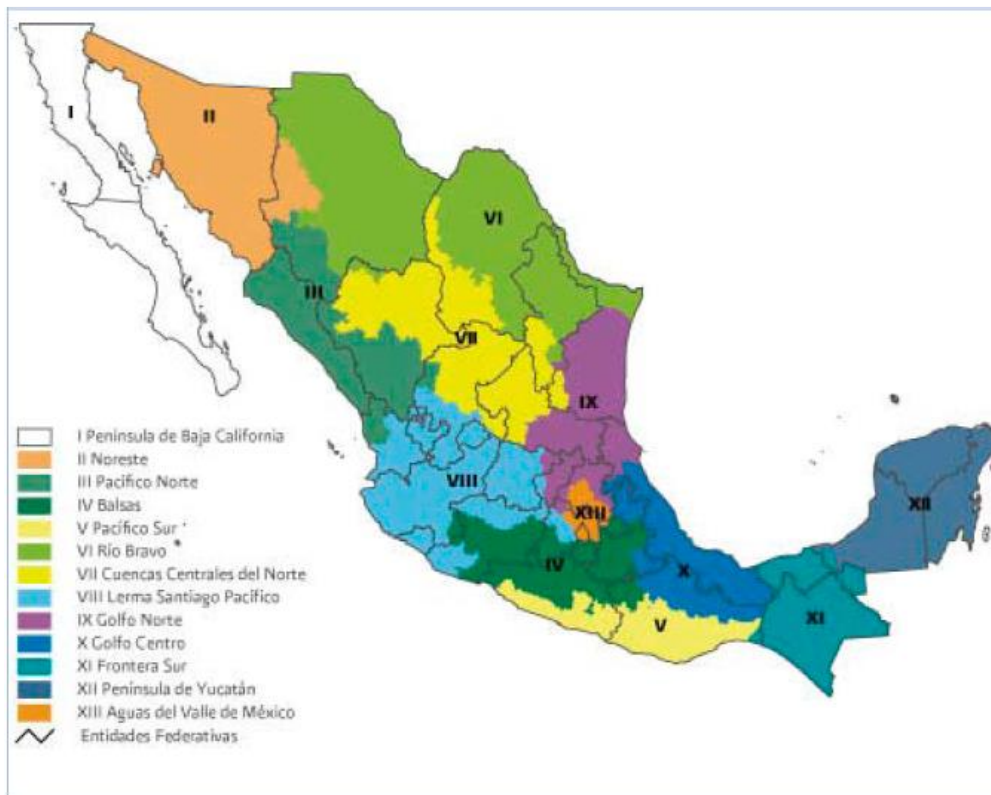 I
II
VI
III
VII
IX
VIII
XIII
XII
IV
X
XI
V
I Península de Baja California
II Noreste
III Pacífico Norte
IV Balsas
V Pacífico Sur
VI Río Bravo
VII Cuencas Centrales del Norte
VIII Lerma Santiago Pacífico
IX Golfo Norte
X Golfo Centro
XI Frontera Sur
XII Península de Yucatán
XIII Aguas del Valle de México
Entidades Federativas